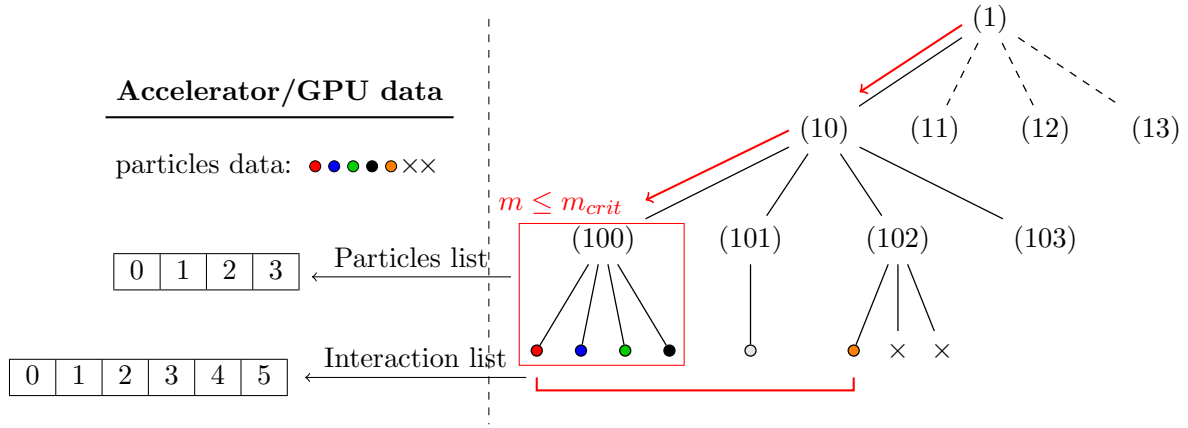 (1)
Accelerator/GPU data
(10) (11) (12) (13)
particles data: ××
m ≤ m_crit
(100) (101) (102) (103)
Particles list
0 1 2 3
Interaction list
× ×
0 1 2 3 4 5